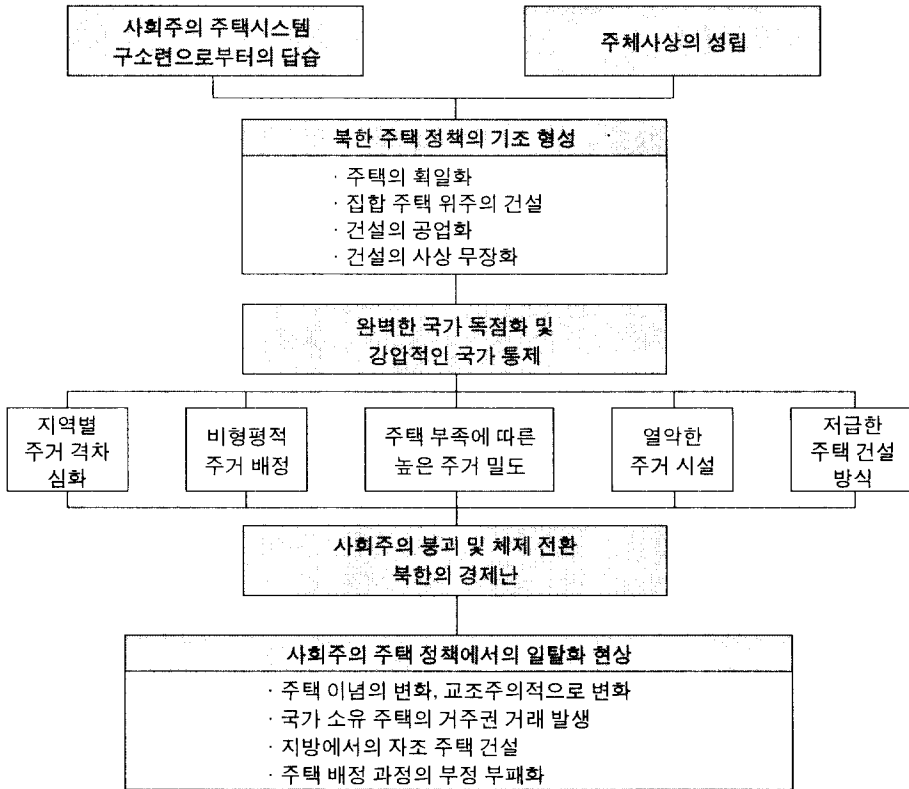 사회주의 주택시스템
구소련으로부터의 답습
주체사상의 성립
북한 주택 정책의 기조 형성
· 주택의 획일화
· 집합 주택 위주의 건설
· 건설의 공업화
· 건설의 사상 무장화
완벽한 국가 독점화 및
강압적인 국가 통제
지역별
주거 격차
심화
비형평적
주거 배정
주택 부족에 따른
높은 주거 밀도
열악한
주거 시설
저급한
주택 건설
방식
사회주의 붕괴 및 체제 전환
북한의 경제난
사회주의 주택 정책에서의 일탈화 현상
· 주택 이념의 변화, 교조주의적으로 변화
· 국가 소유 주택의 거주권 거래 발생
· 지방에서의 자조 주택 건설
· 주택 배정 과정의 부정 부패화